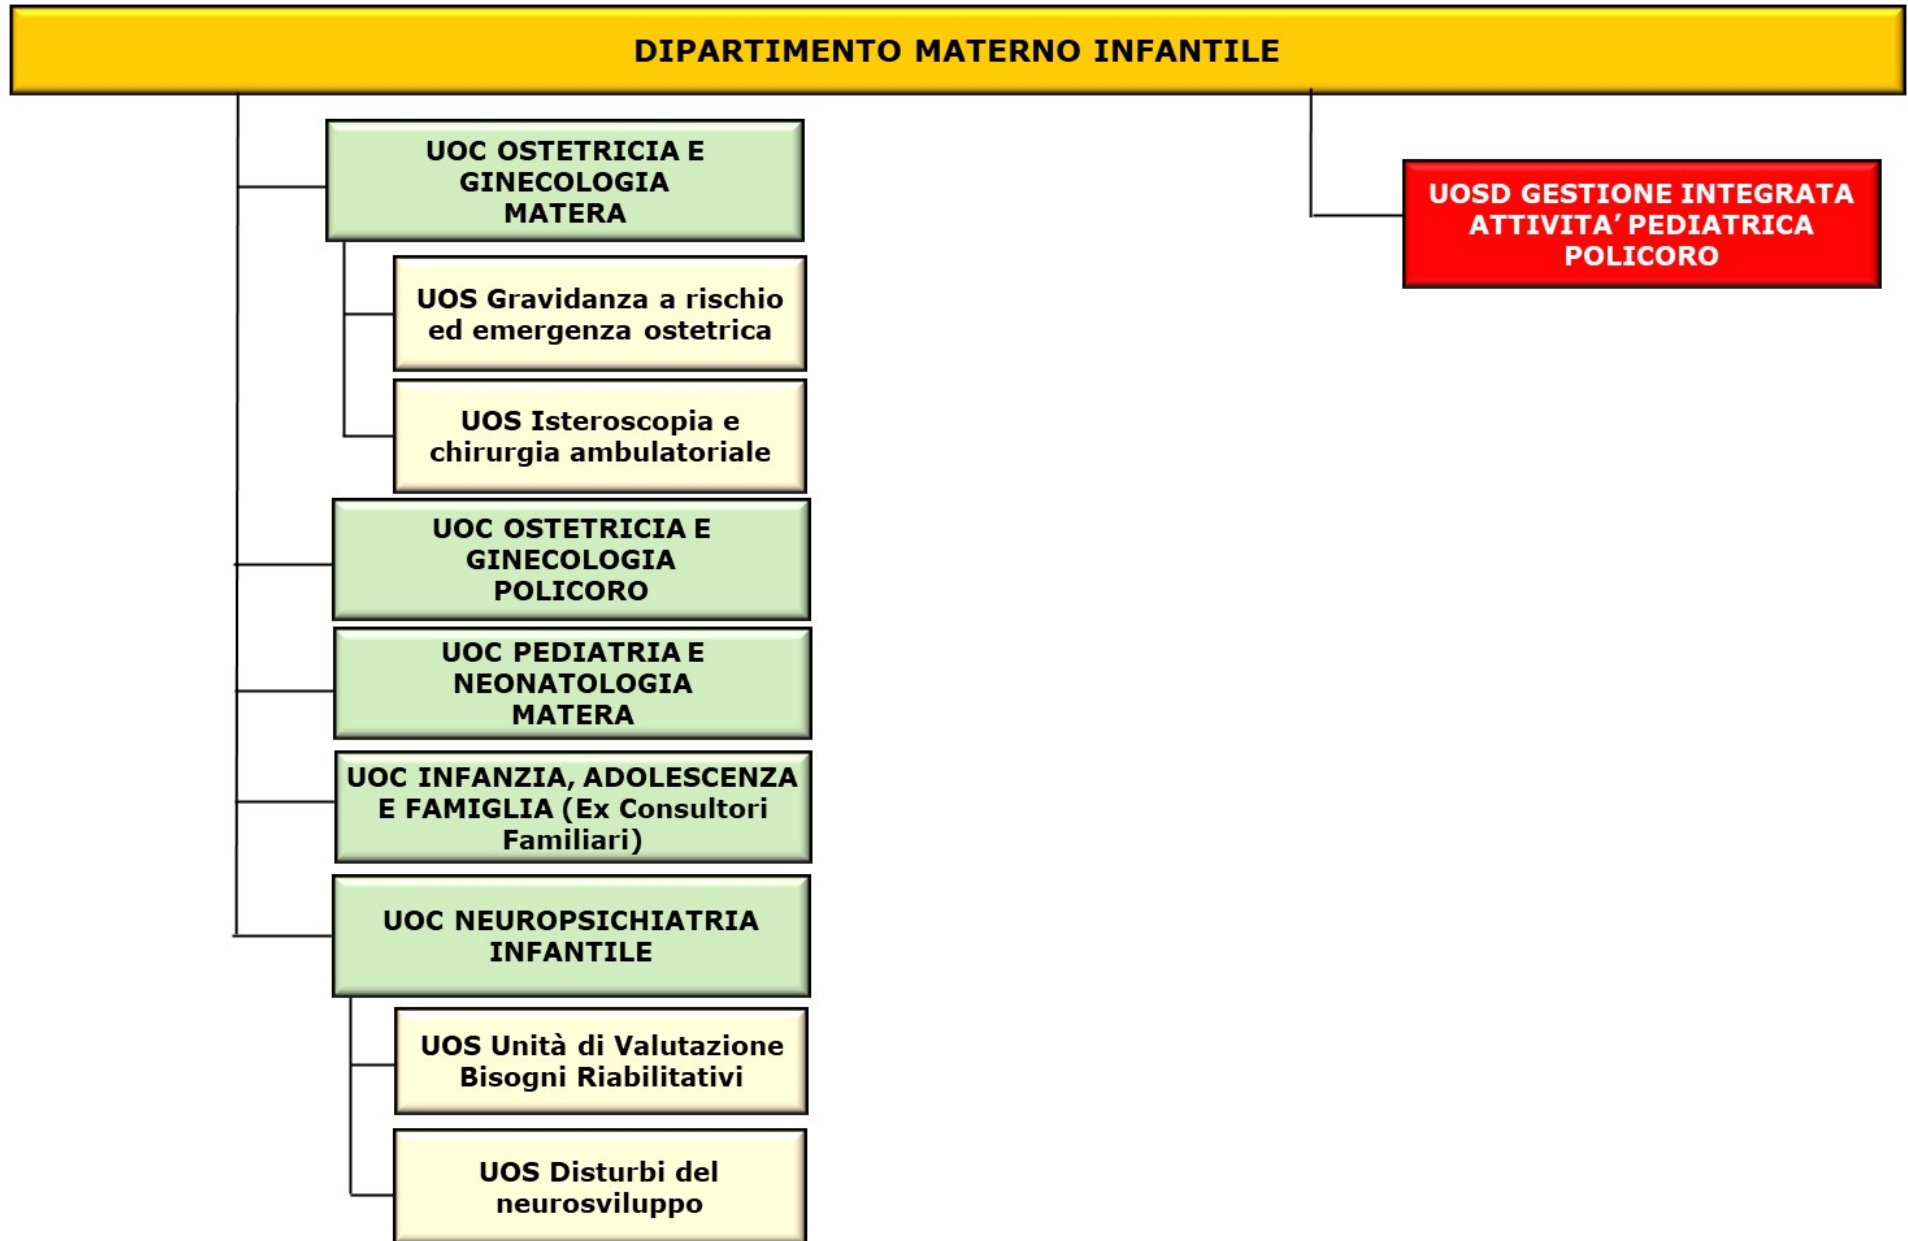 DIPARTIMENTO MATERNO INFANTILE
UOC OSTETRICIA E
GINECOLOGIA
MATERA
UOS Gravidanza a rischio
ed emergenza ostetrica
UOS Isteroscopia e
chirurgia ambulatoriale
UOC OSTETRICIA E
GINECOLOGIA
POLICORO
UOC PEDIATRIA E
NEONATOLOGIA
MATERA
UOC INFANZIA, ADOLESCENZA
E FAMIGLIA (Ex Consultori
Familiari)
UOC NEUROPSICHIATRIA
INFANTILE
UOS Unità di Valutazione
Bisogni Riabilitativi
UOS Disturbi del
neurosviluppo
UOSD GESTIONE INTEGRATA
ATTIVITA’ PEDIATRICA
POLICORO